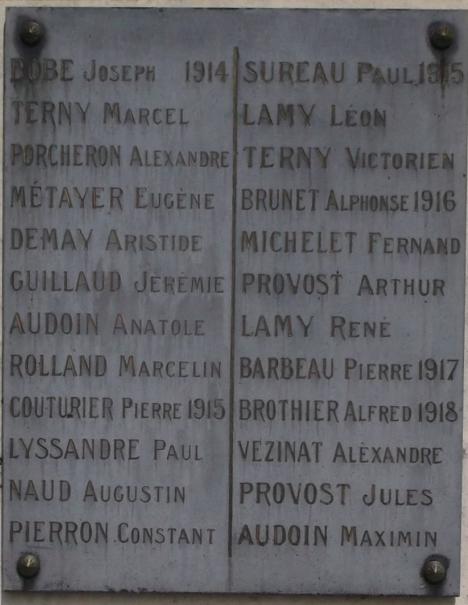 BOBE JOSEPH 1914
TERNY MARCEL
PORCHERON ALEXANDRE
MÉTAYER EUGÈNE
DEMAY ARISTIDE
GUILLAUD JÉRÉMIE
AUDOIN ANATOLE
ROLLAND MARCELIN
COUTURIER PIERRE 1915
LYSSANDRE PAUL
NAUD AUGUSTIN
PIERRON CONSTANT
SUREAU PAUL 1915
LAMY LÉON
TERNY VICTORIEN
BRUNET ALPHONSE 1916
MICHELET FERNAND
PROVOST ARTHUR
LAMY RENÉ
BARBEAU PIERRE 1917
BROTHIER ALFRED 1918
VEZINAT ALÈXANDRE
PROVOST JULES
AUDOIN MAXIMIN